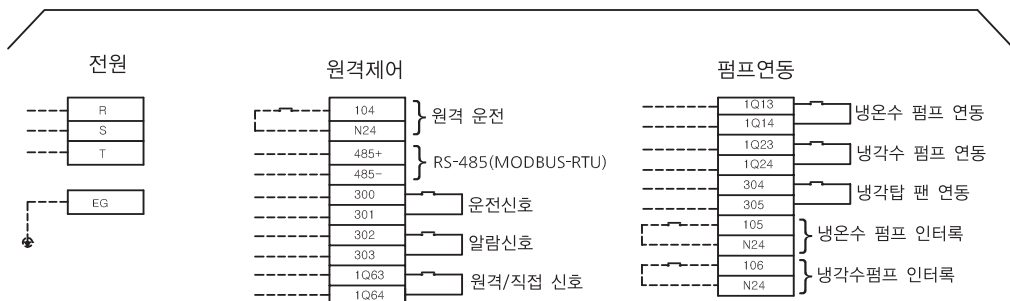 전원
R
S
T
EG
원격제어
104
N24
원격 운전
485+
485-
RS-485(MODBUS-RTU)
300
301
운전신호
302
303
알람신호
1Q63
1Q64
원격/직접 신호
펌프연동
1Q13
1Q14
냉온수 펌프 연동
1Q23
1Q24
냉각수 펌프 연동
304
305
냉각탑 팬 연동
105
N24
냉온수 펌프 인터록
106
N24
냉각수펌프 인터록